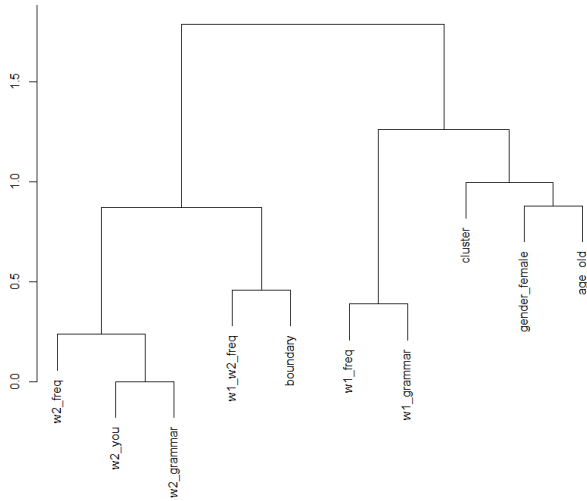 1.5
1.0
0.5
0.0
w2_freq
w2_you
w2_grammar
w1_w2_freq
boundary
w1_freq
w1_grammar
cluster
gender_female
age_old